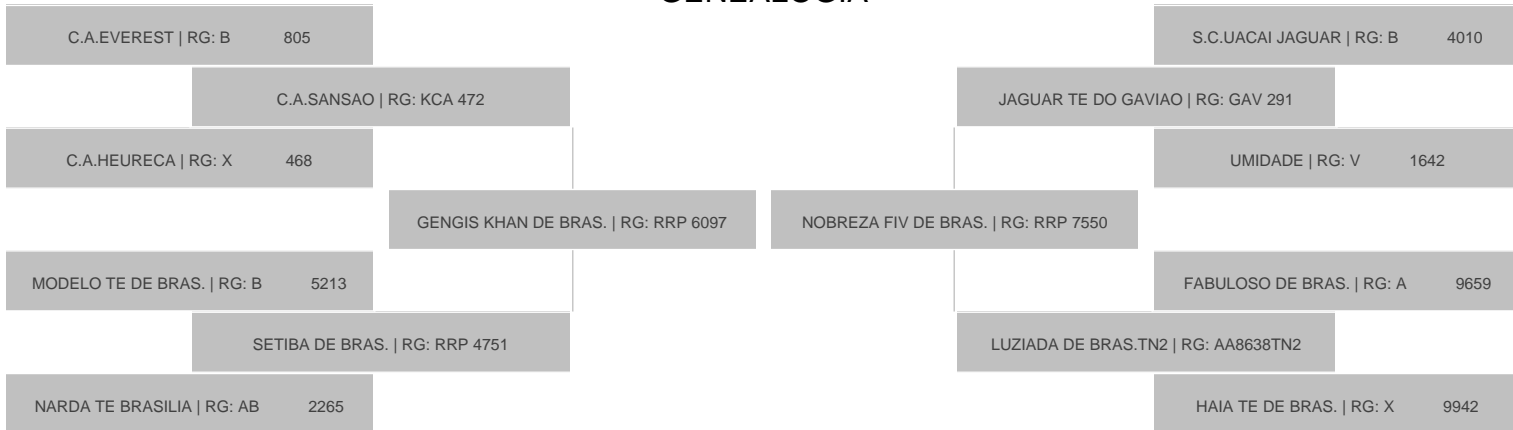 C.A.EVEREST | RG: B 805
S.C.UACAI JAGUAR | RG: B 4010
C.A.SANSAO | RG: KCA 472
JAGUAR TE DO GAVIAO | RG: GAV 291
C.A.HEURECA | RG: X 468
UMIDADE | RG: V 1642
GENGIS KHAN DE BRAS. | RG: RRP 6097
NOBREZA FIV DE BRAS. | RG: RRP 7550
MODELO TE DE BRAS. | RG: B 5213
FABULOSO DE BRAS. | RG: A 9659
SETIBA DE BRAS. | RG: RRP 4751
LUZIADA DE BRAS.TN2 | RG: AA8638TN2
NARDA TE BRASILIA | RG: AB 2265
HAIA TE DE BRAS. | RG: X 9942